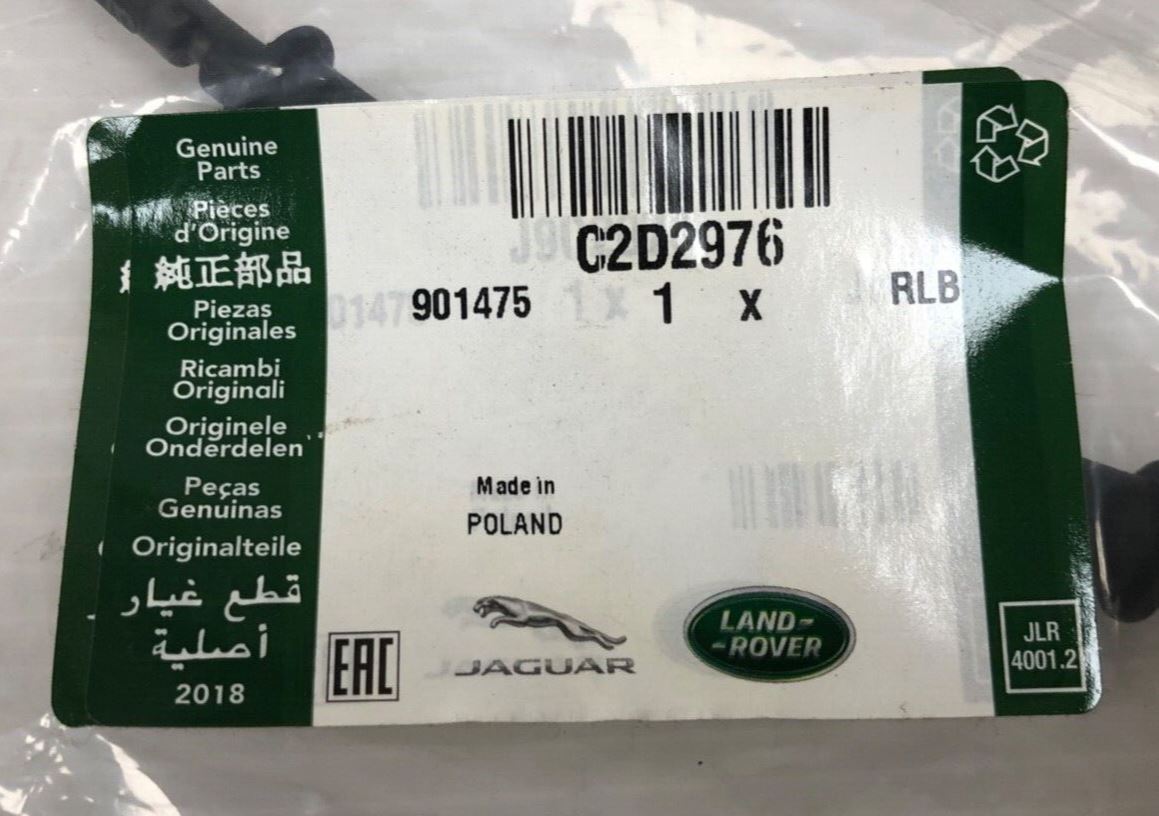 Genuine
Parts
Pièces
d'Origine
純正部品
Piezas
Originales
Ricambi
Originali
Originele
Onderdelen
Peças
Genuinas
Originalteile
قطع غيار
أصلية
2018
C2D2976
901475 1 x RLB
Made in
POLAND
EAC
JAGUAR
LAND-
-ROVER
JLR
4001.2